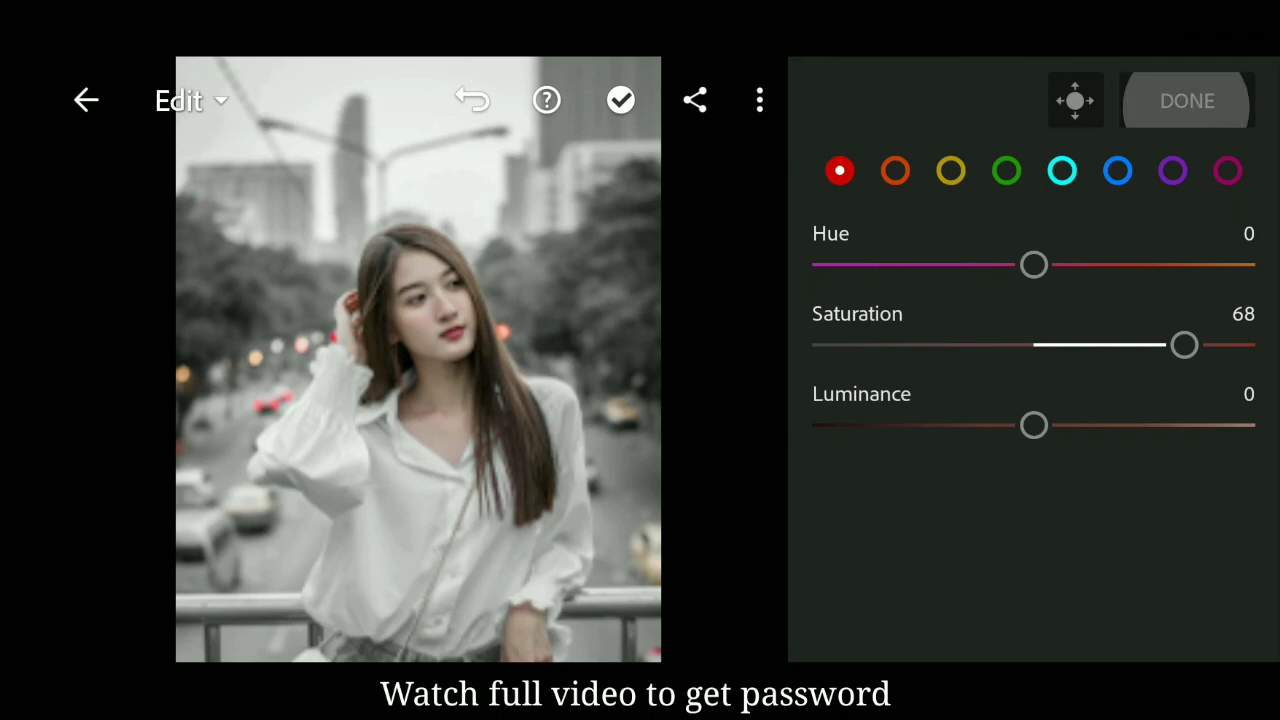 Edit
DONE
Hue 0
Saturation 68
Luminance 0
Watch full video to get password